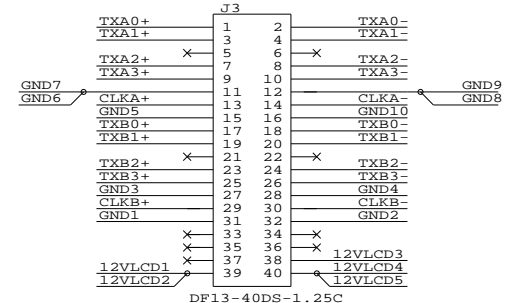 J3
TXA0+ 1 2 TXA0-
TXA1+ 3 4 TXA1-
5 6
TXA2+ 7 8 TXA2-
TXA3+ 9 10 TXA3-
GND7 11 12 GND9
GND6 CLKA+ 13 14 CLKA- GND8
GND5 15 16 GND10
TXB0+ 17 18 TXB0-
TXB1+ 19 20 TXB1-
21 22
TXB2+ 23 24 TXB2-
TXB3+ 25 26 TXB3-
GND3 27 28 GND4
CLKB+ 29 30 CLKB-
GND1 31 32 GND2
33 34
35 36
37 38 12VLCD3
12VLCD1 39 40 12VLCD4
12VLCD2 12VLCD5
DF13-40DS-1.25C